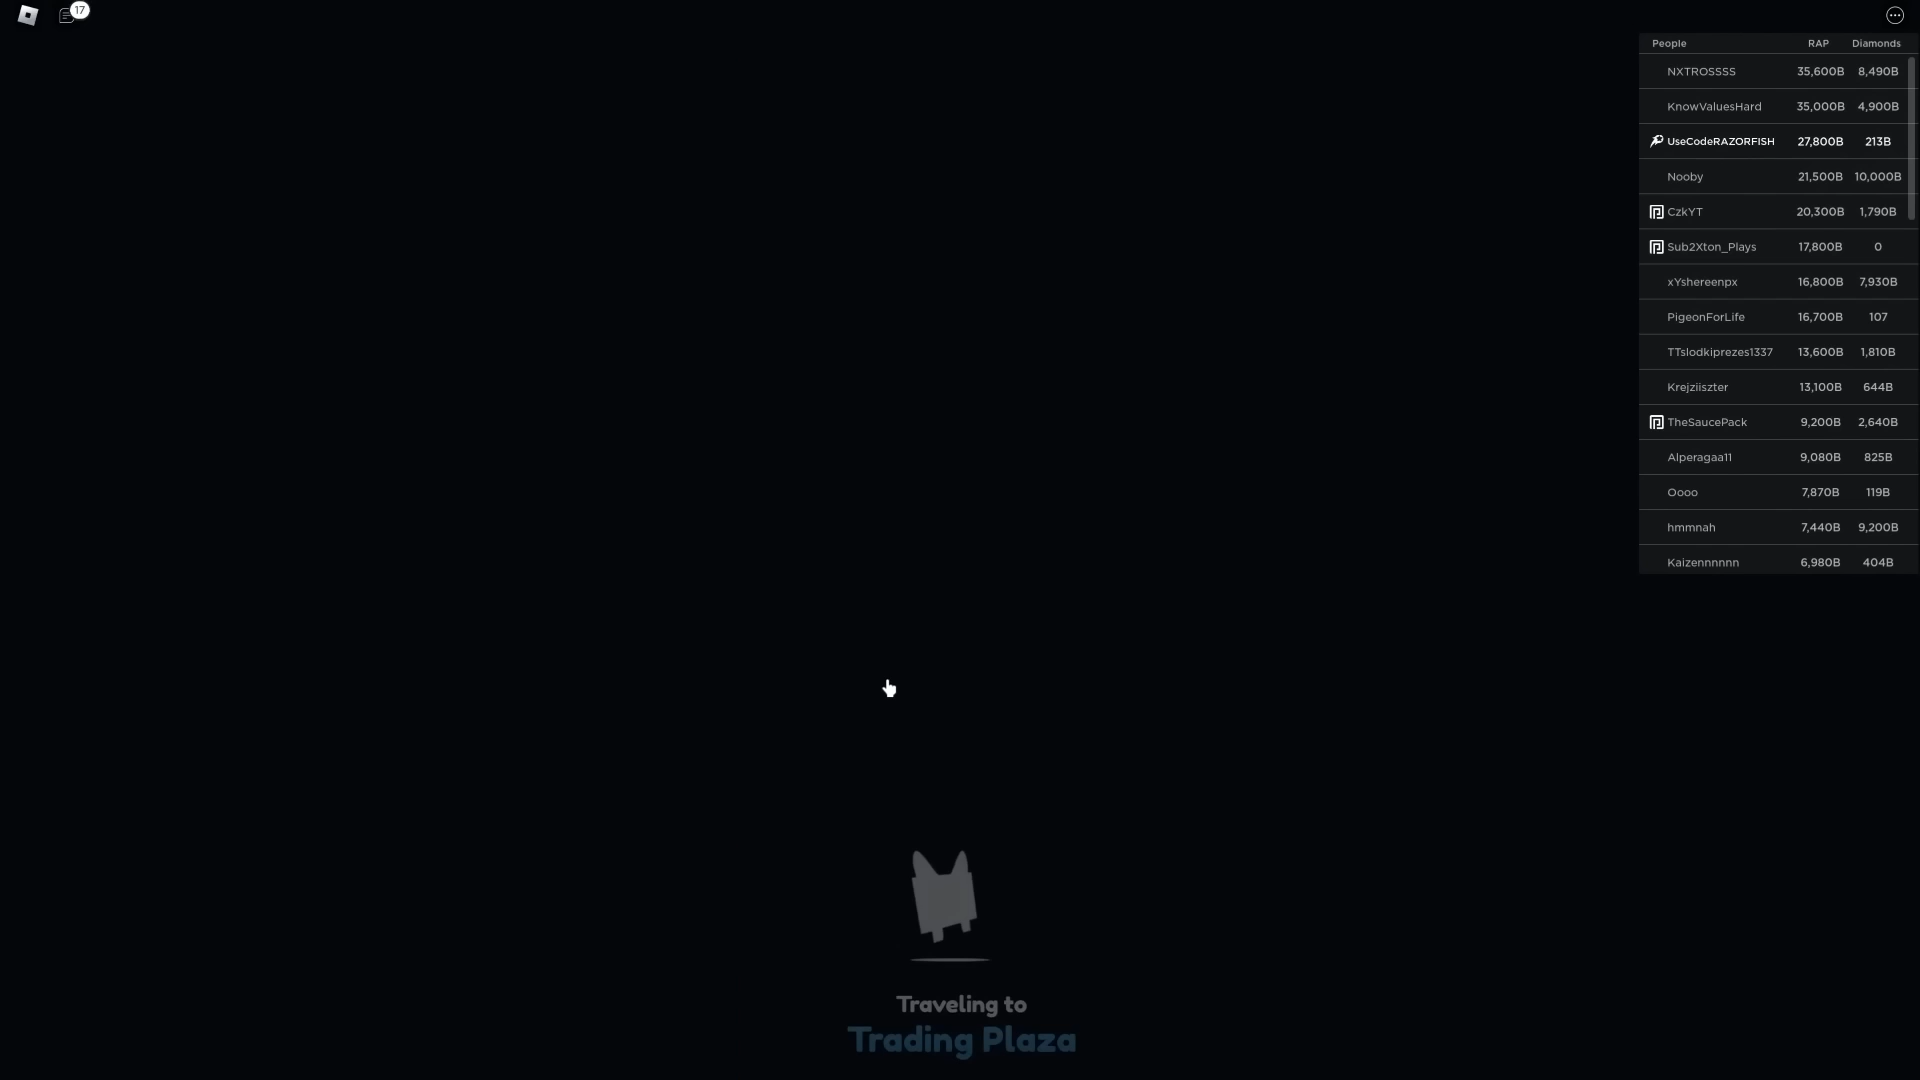 17
People RAP Diamonds
NXTROSSSS 35,600B 8,490B
KnowValuesHard 35,000B 4,900B
UseCodeRAZORFISH 27,800B 213B
Nooby 21,500B 10,000B
CzkYT 20,300B 1,790B
Sub2Xton_Plays 17,800B 0
xYshereenpx 16,800B 7,930B
PigeonForLife 16,700B 107
TTslodkiprezes1337 13,600B 1,810B
Krejziiszter 13,100B 644B
TheSaucePack 9,200B 2,640B
Alperagaa11 9,080B 825B
Oooo 7,870B 119B
hmmnah 7,440B 9,200B
Kaizennnnnn 6,980B 404B
Traveling to
Trading Plaza